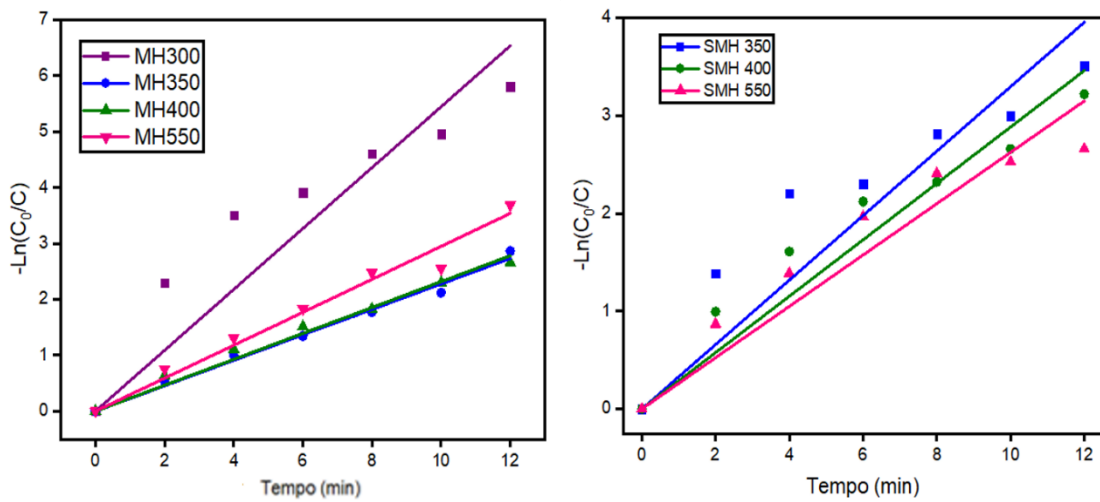 7
6
5
4
3
2
1
0
-Ln(C₀/C)
MH300
MH350
MH400
MH550
0 2 4 6 8 10 12
Tempo (min)
4
3
2
1
0
-Ln(C₀/C)
SMH 350
SMH 400
SMH 550
0 2 4 6 8 10 12
Tempo (min)